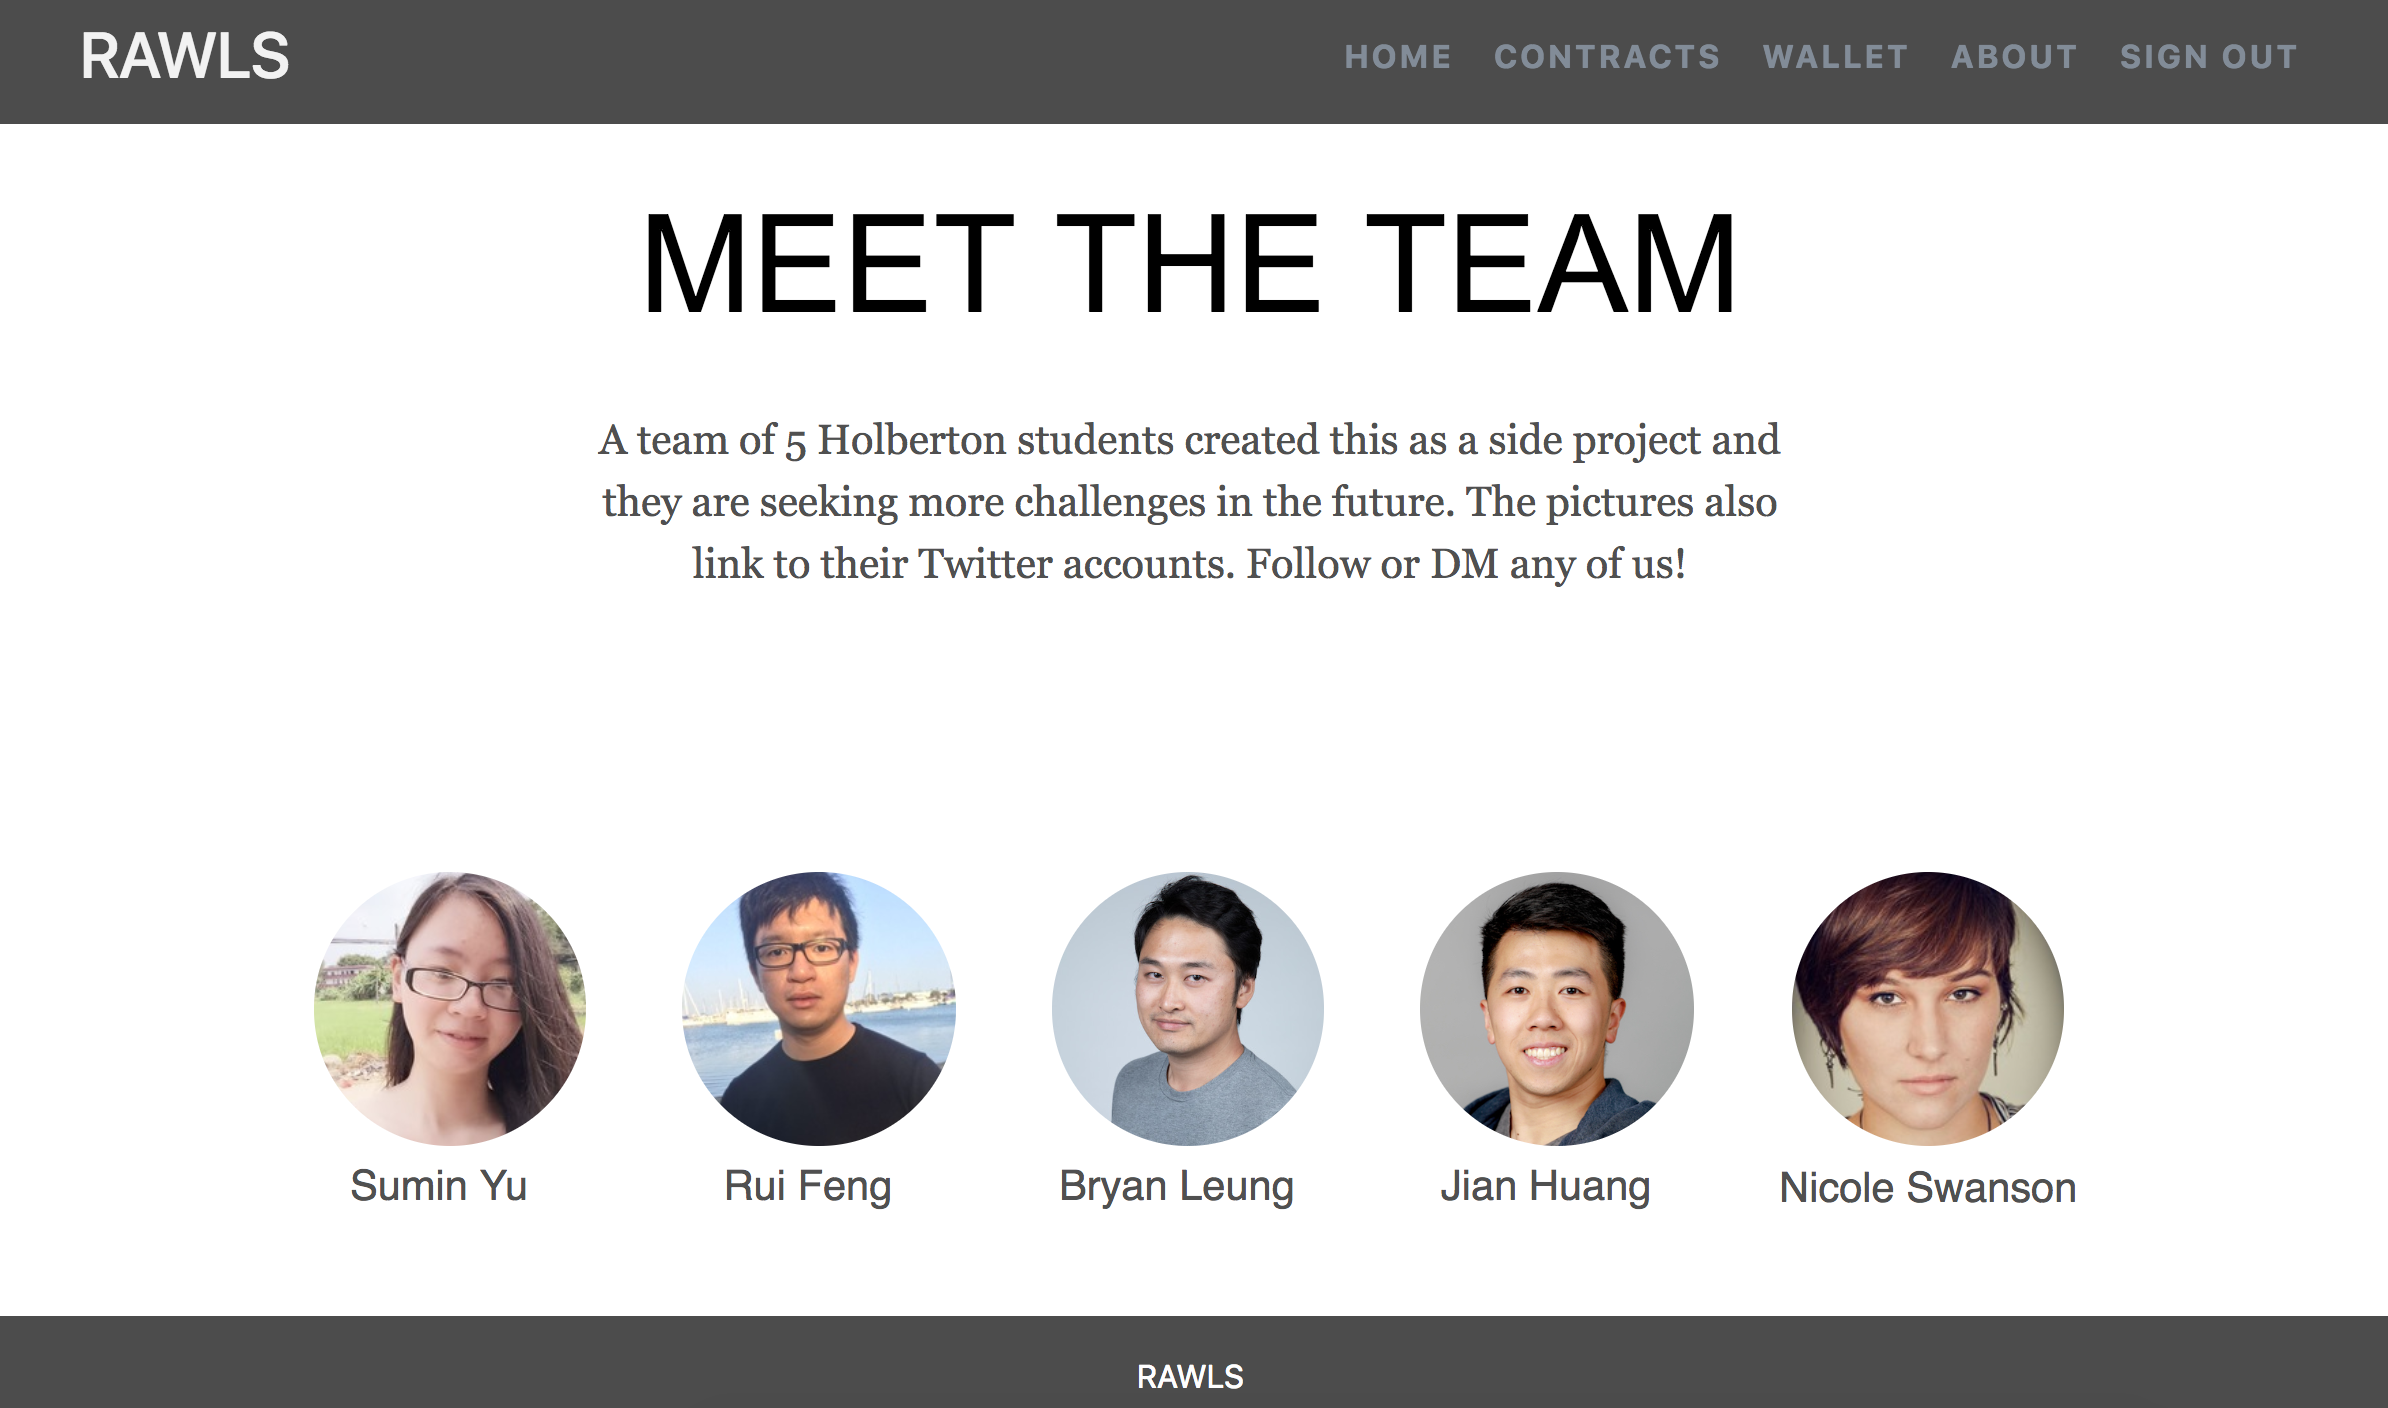 RAWLS
HOME CONTRACTS WALLET ABOUT SIGN OUT
MEET THE TEAM
A team of 5 Holberton students created this as a side project and
they are seeking more challenges in the future. The pictures also
link to their Twitter accounts. Follow or DM any of us!
Sumin Yu
Rui Feng
Bryan Leung
Jian Huang
Nicole Swanson
RAWLS